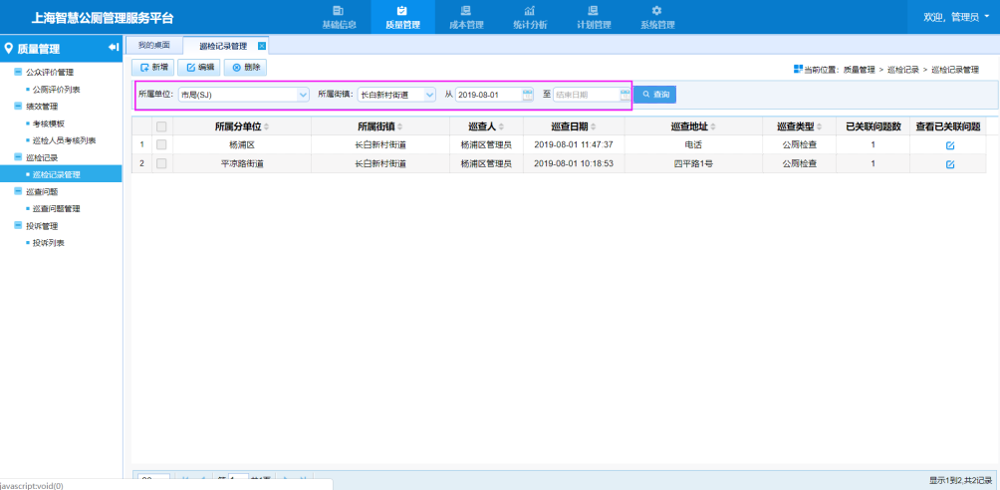 上海智慧公厕管理服务平台
基础信息 质量管理 成本管理 统计分析 计划管理 系统管理
欢迎, 管理员
质量管理
我的桌面 巡检记录管理
新增 编辑 删除
当前位置: 质量管理 > 巡检记录 > 巡检记录管理
公众评价管理
公厕评价列表
绩效管理
考核模板
巡检人员考核列表
巡检记录
巡检记录管理
巡查问题
巡查问题管理
投诉管理
投诉列表
所属单位: 市局(SJ) 所属街镇: 长白新村街道 从 2019-08-01 至 结束日期 查询
所属分单位 所属街镇 巡查人 巡查日期 巡查地址 巡查类型 已关联问题数 查看已关联问题
1 杨浦区 长白新村街道 杨浦区管理员 2019-08-01 11:47:37 电话 公厕检查 1
2 平凉路街道 长白新村街道 杨浦区管理员 2019-08-01 10:18:53 四平路1号 公厕检查 1
显示1到2,共2记录
javascript:void(0)